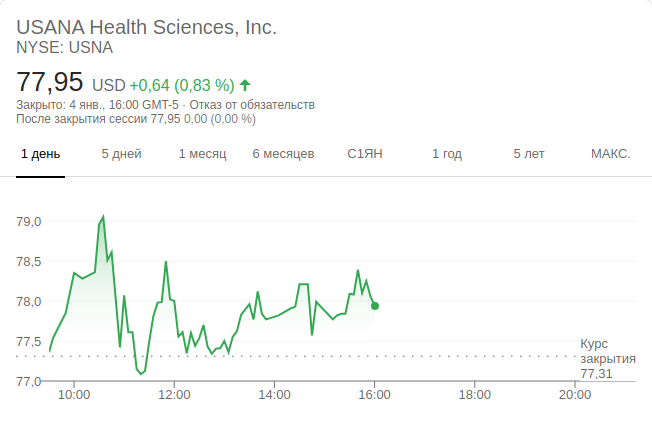 USANA Health Sciences, Inc.
NYSE: USNA
77,95 USD +0,64 (0,83 %)
Закрыто: 4 янв., 16:00 GMT-5 · Отказ от обязательств
После закрытия сессии 77,95 0,00 (0,00 %)
1 день 5 дней 1 месяц 6 месяцев С1ЯН 1 год 5 лет МАКС.
79,0
78,5
78,0
77,5
77,0
Курс
закрытия
77,31
10:00 12:00 14:00 16:00 18:00 20:00